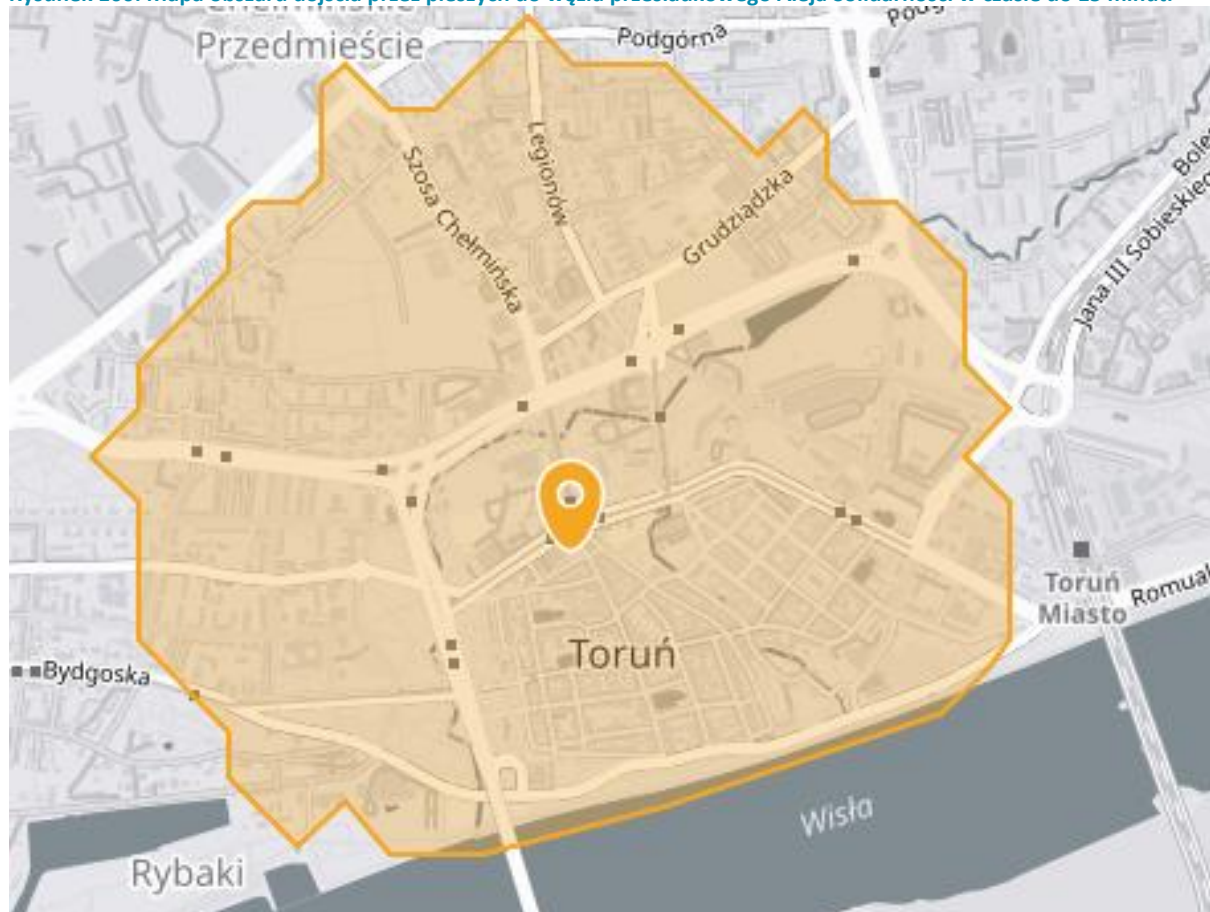 Przedmieście
Podgórna
Legionów
Szosa Chełmińska
Grudziądzka
Jana III Sobieskiego
Toruń
Miasto
Toruń
Bydgoska
Wisła
Rybaki